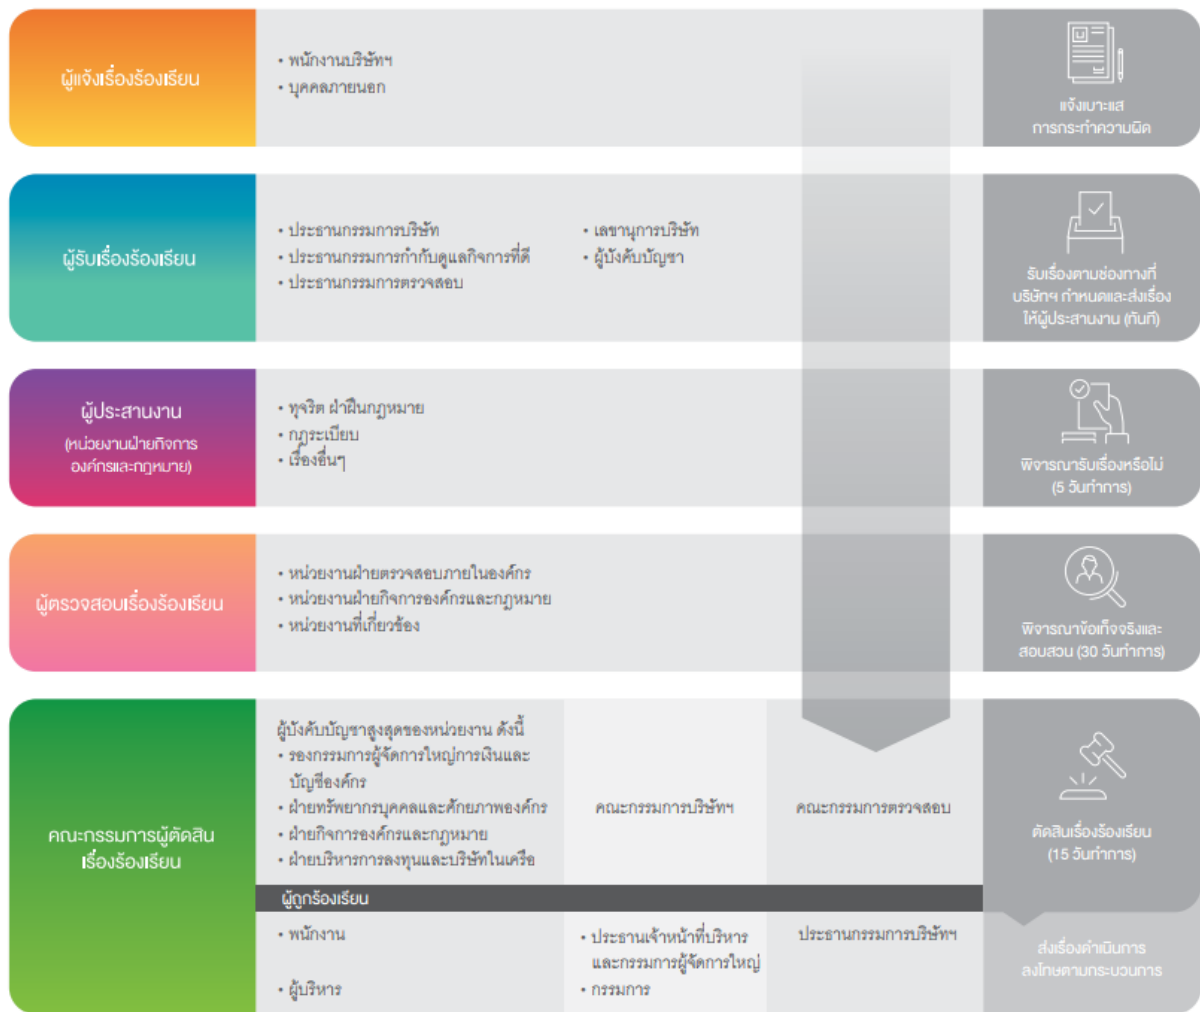 ผู้แจ้งเรื่องร้องเรียน
• พนักงานบริษัทฯ
• บุคคลภายนอก
แจ้งเบาะแส
การกระทำความผิด
ผู้รับเรื่องร้องเรียน
• ประธานกรรมการบริษัท
• ประธานกรรมการกำกับดูแลกิจการที่ดี
• ประธานกรรมการตรวจสอบ
• เลขานุการบริษัท
• ผู้บังคับบัญชา
รับเรื่องตามช่องทางที่
บริษัทฯ กำหนดและส่งเรื่อง
ให้ผู้ประสานงาน (ทันที)
ผู้ประสานงาน
(หน่วยงานฝ่ายกิจการ
องค์กรและกฎหมาย)
• ทุจริต ฝ่าฝืนกฎหมาย
• กฎระเบียบ
• เรื่องอื่นๆ
พิจารณารับเรื่องหรือไม่
(5 วันทำการ)
ผู้ตรวจสอบเรื่องร้องเรียน
• หน่วยงานฝ่ายตรวจสอบภายในองค์กร
• หน่วยงานฝ่ายกิจการองค์กรและกฎหมาย
• หน่วยงานที่เกี่ยวข้อง
พิจารณาข้อเท็จจริงและ
สอบสวน (30 วันทำการ)
คณะกรรมการผู้ตัดสิน
เรื่องร้องเรียน
ผู้บังคับบัญชาสูงสุดของหน่วยงาน ดังนี้
• รองกรรมการผู้จัดการใหญ่การเงินและ
บัญชีองค์กร
• ฝ่ายทรัพยากรบุคคลและศักยภาพองค์กร
• ฝ่ายกิจการองค์กรและกฎหมาย
• ฝ่ายบริหารการลงทุนและบริษัทในเครือ
คณะกรรมการบริษัทฯ
คณะกรรมการตรวจสอบ
ตัดสินเรื่องร้องเรียน
(15 วันทำการ)
ผู้ถูกร้องเรียน
• พนักงาน
• ผู้บริหาร
• ประธานเจ้าหน้าที่บริหาร
และกรรมการผู้จัดการใหญ่
• กรรมการ
ประธานกรรมการบริษัทฯ
ส่งเรื่องดำเนินการ
ลงโทษตามกระบวนการ